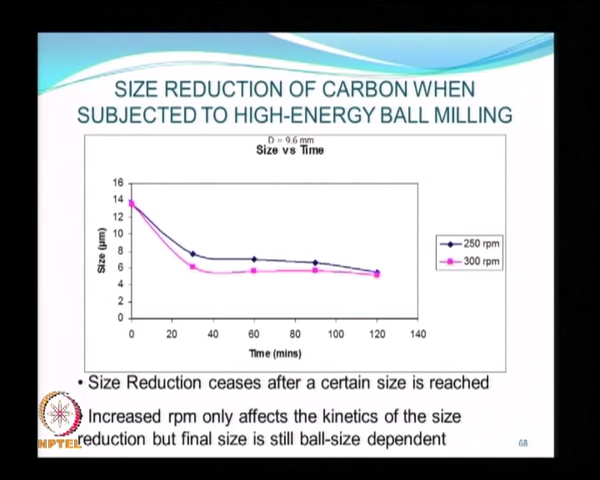 SIZE REDUCTION OF CARBON WHEN
SUBJECTED TO HIGH-ENERGY BALL MILLING
D = 9.6 mm
Size vs Time
16
14
12
10
8
6
4
2
0
Size (µm)
0 20 40 60 80 100 120 140
Time (mins)
250 rpm
300 rpm
• Size Reduction ceases after a certain size is reached
• Increased rpm only affects the kinetics of the size
reduction but final size is still ball-size dependent
NPTEL
68